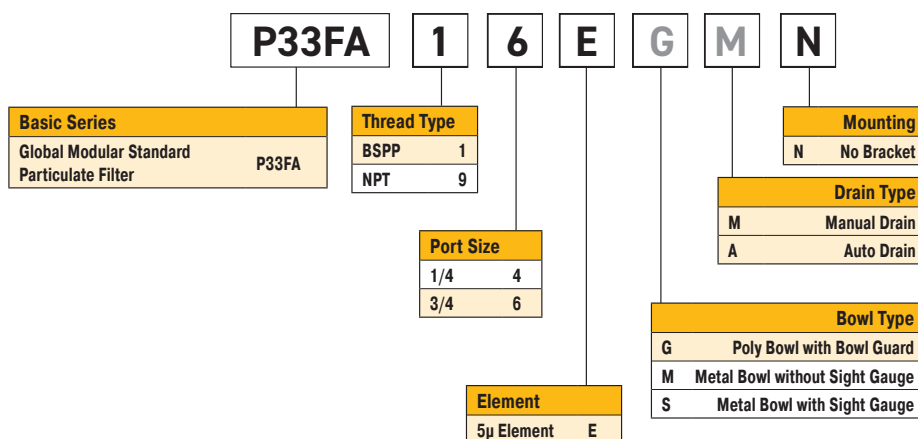 P33FA 1 6 E G M N
Basic Series
Global Modular Standard
Particulate Filter P33FA
Thread Type
BSPP 1
NPT 9
Mounting
N No Bracket
Drain Type
M Manual Drain
A Auto Drain
Port Size
1/4 4
3/4 6
Bowl Type
G Poly Bowl with Bowl Guard
M Metal Bowl without Sight Gauge
S Metal Bowl with Sight Gauge
Element
5µ Element E